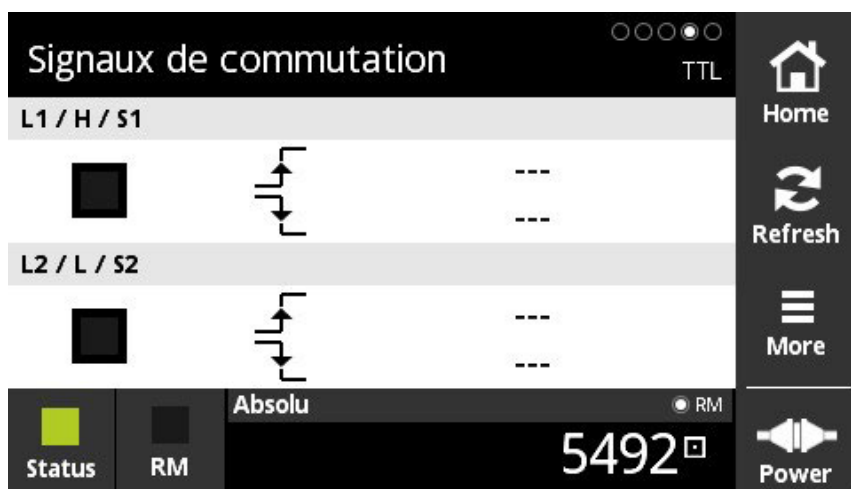 Signaux de commutation
TTL
Home
L1 / H / S1
---
---
Refresh
L2 / L / S2
---
---
More
Absolu
RM
5492
Status
RM
Power